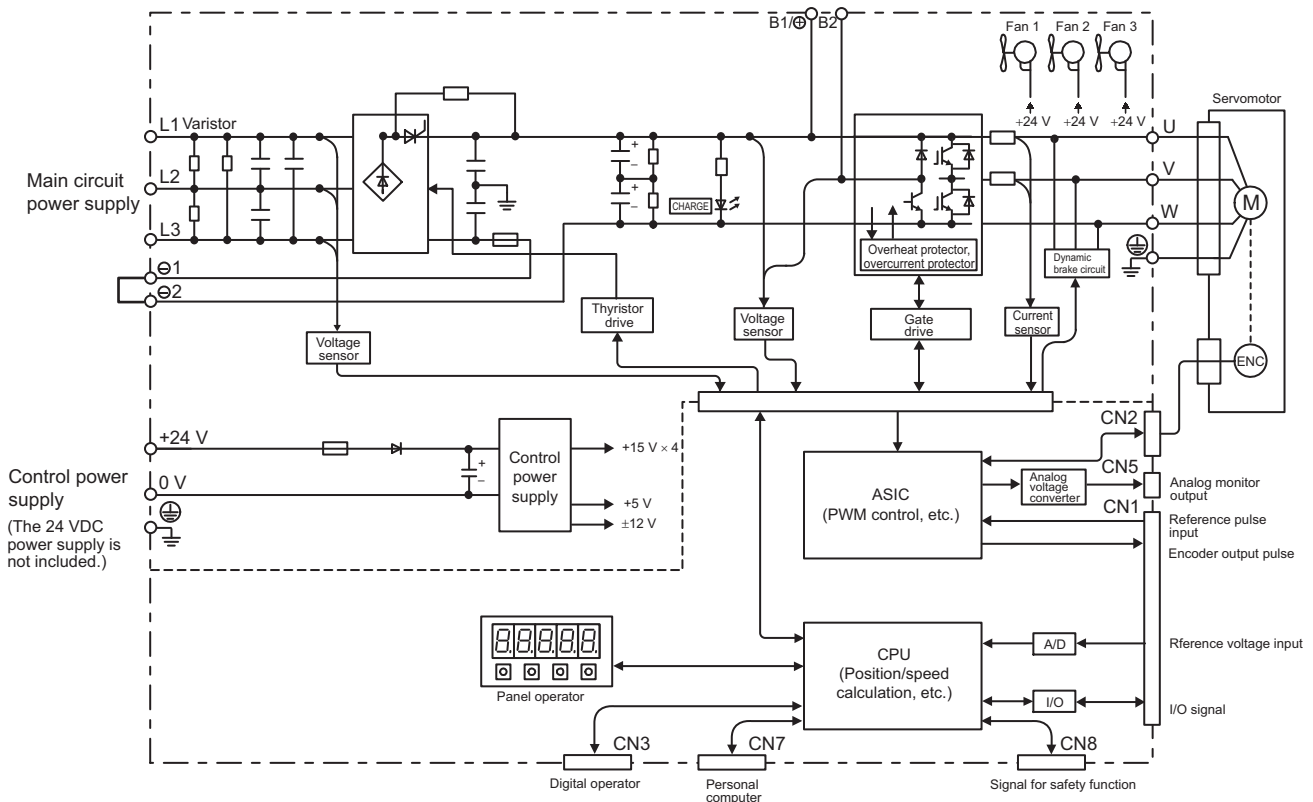 B1/⊕ B2
Fan 1 Fan 2 Fan 3
+24 V +24 V +24 V
Servomotor
L1 Varistor
L2
L3
Main circuit
power supply
⊖1
⊖2
+
–
+
–
CHARGE
Overheat protector,
overcurrent protector
U
V
W
M
Dynamic
brake circuit
Voltage
sensor
Thyristor
drive
Voltage
sensor
Gate
drive
Current
sensor
ENC
+24 V
0 V
Control power
supply
(The 24 VDC
power supply is
not included.)
+
–
Control
power
supply
+15 V × 4
+5 V
±12 V
ASIC
(PWM control, etc.)
Analog
voltage
converter
CN2
CN5
Analog monitor
output
CN1
Reference pulse
input
Encoder output pulse
8.8.8.8.8.
Panel operator
CPU
(Position/speed
calculation, etc.)
A/D
Rference voltage input
I/O
I/O signal
CN3
Digital operator
CN7
Personal
computer
CN8
Signal for safety function